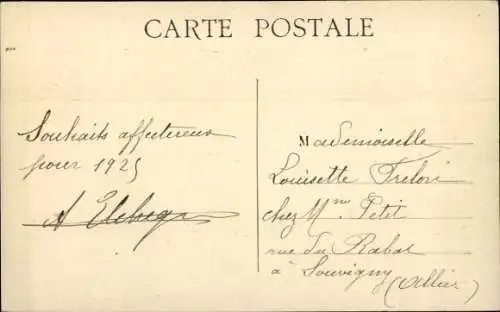 CARTE POSTALE
Souhaits affectueux
pour 1925
Mademoiselle
Louisette
chez Mme Petit
rue du Rabat
à Souvigny
(Allier)